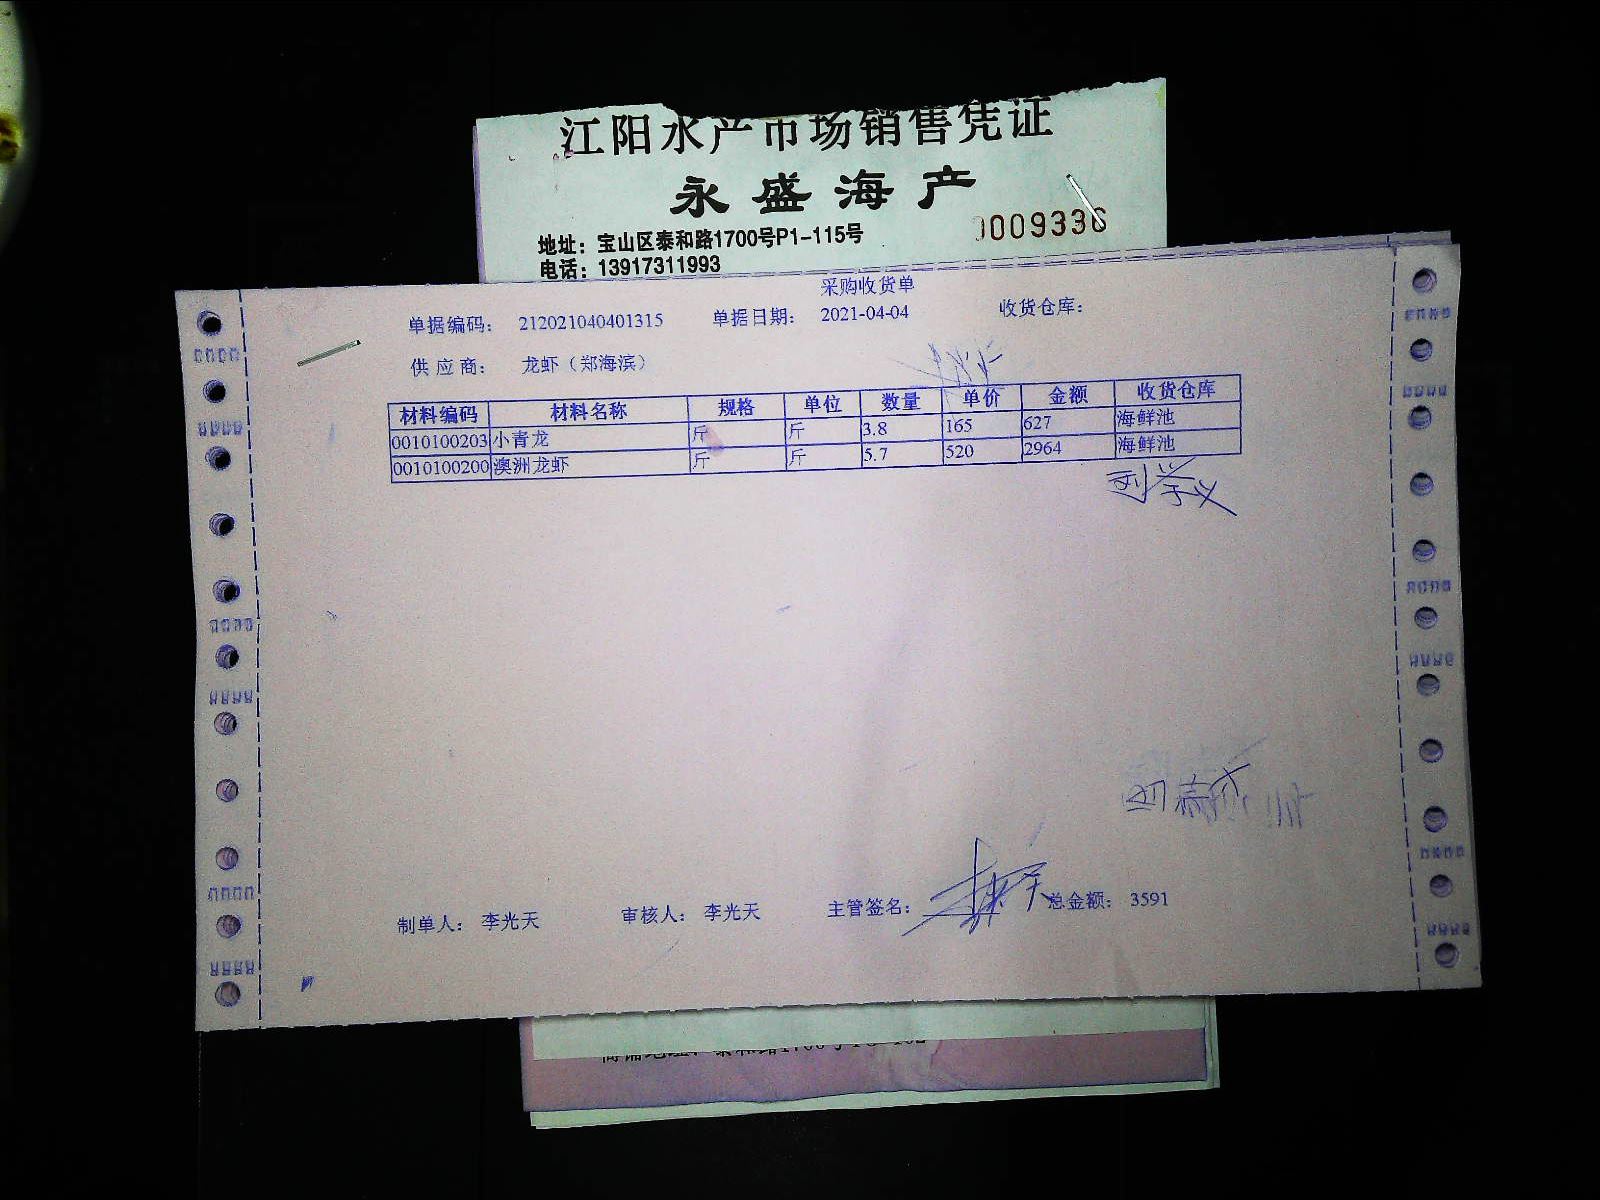 江阳水产市场销售凭证
永盛海产
地址：宝山区泰和路1700号P1-115号 0009336
电话：13917311993
采购收货单
单据编码： 212021040401315 单据日期： 2021-04-04 收货仓库：
供应商： 龙虾（郑海滨）
材料编码 材料名称 规格 单位 数量 单价 金额 收货仓库
0010100203 小青龙 斤 斤 3.8 165 627 海鲜池
0010100200 澳洲龙虾 斤 斤 5.7 520 2964 海鲜池
制单人： 李光天 审核人： 李光天 主管签名： 总金额： 3591